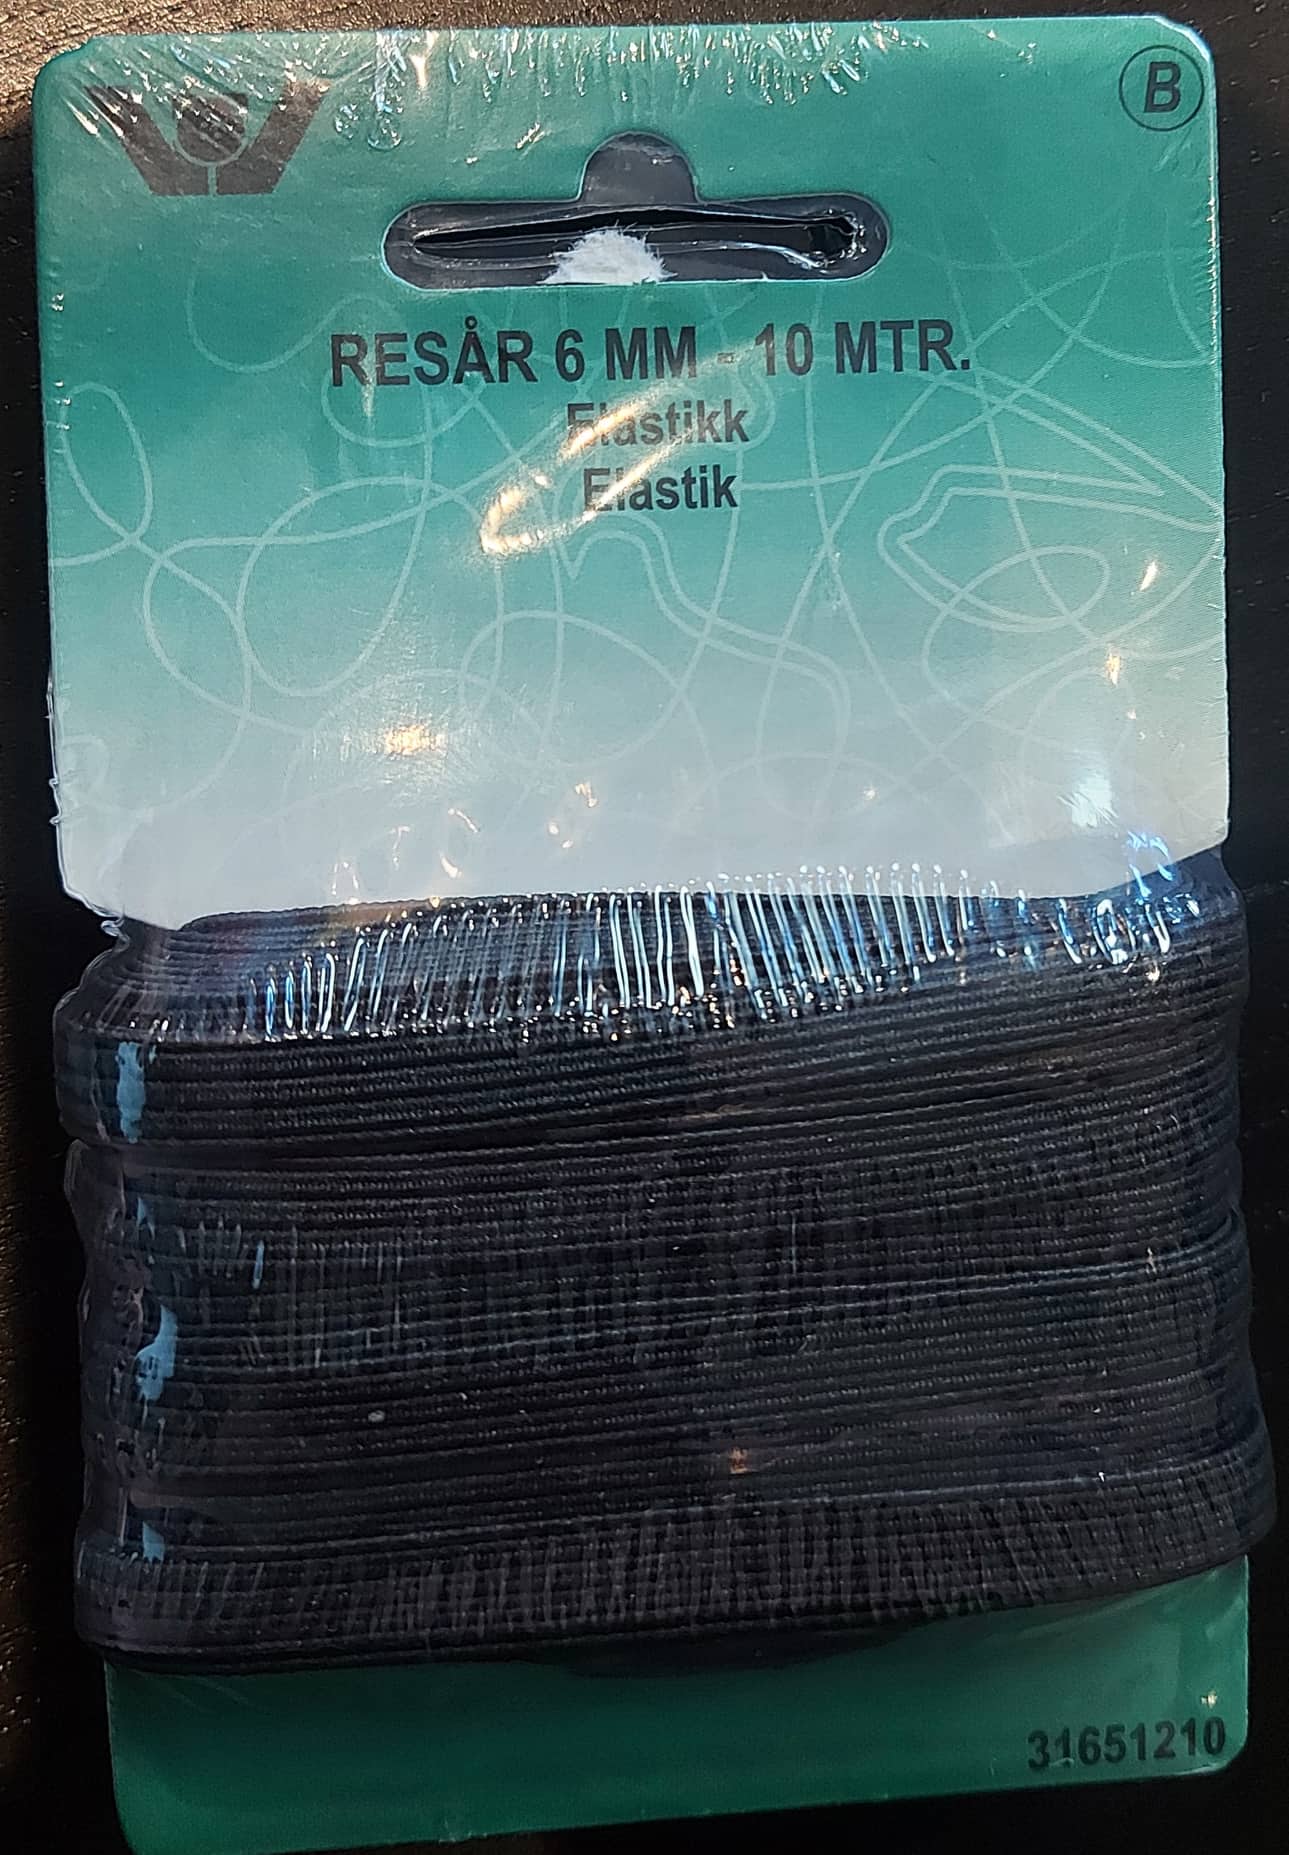 B
RESÅR 6 MM - 10 MTR.
Elastikk
Elastik
31651210